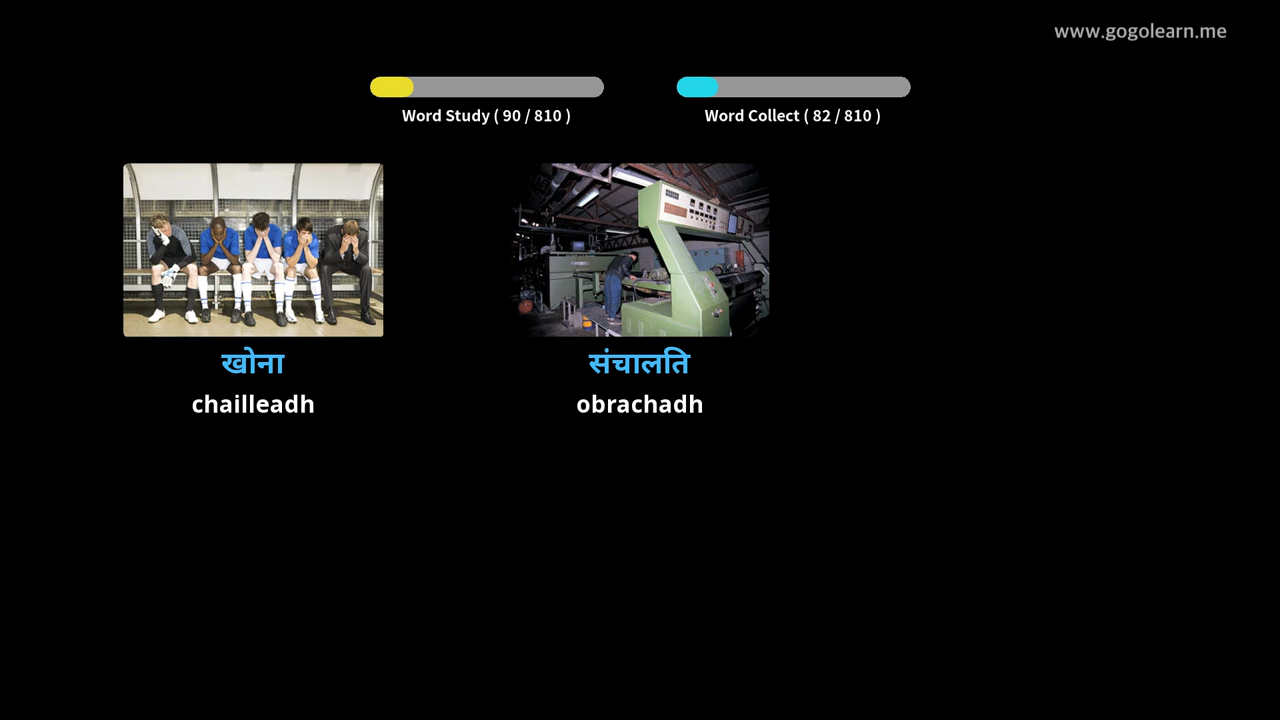 www.gogolearn.me
Word Study ( 90 / 810 )
Word Collect ( 82 / 810 )
खोना
संचालति
chailleadh
obrachadh